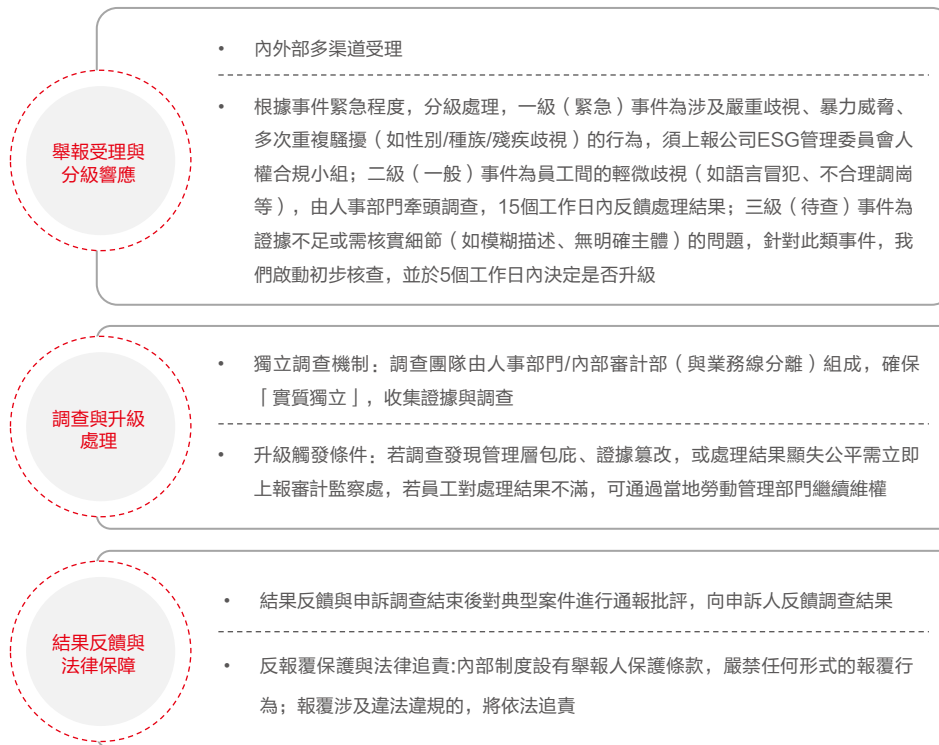 舉報受理與
分級響應
• 內外部多渠道受理
• 根據事件緊急程度，分級處理，一級（緊急）事件為涉及嚴重歧視、暴力威脅、
多次重複騷擾（如性別/種族/殘疾歧視）的行為，須上報公司ESG管理委員會人
權合規小組；二級（一般）事件為員工間的輕微歧視（如語言冒犯、不合理調崗
等），由人事部門牽頭調查，15個工作日內反饋處理結果；三級（待查）事件為
證據不足或需核實細節（如模糊描述、無明確主體）的問題，針對此類事件，我
們啟動初步核查，並於5個工作日內決定是否升級
調查與升級
處理
• 獨立調查機制：調查團隊由人事部門/內部審計部（與業務線分離）組成，確保
「實質獨立」，收集證據與調查
• 升級觸發條件：若調查發現管理層包庇、證據篡改，或處理結果顯失公平需立即
上報審計監察處，若員工對處理結果不滿，可通過當地勞動管理部門繼續維權
結果反饋與
法律保障
• 結果反饋與申訴調查結束後對典型案件進行通報批評，向申訴人反饋調查結果
• 反報覆保護與法律追責:內部制度設有舉報人保護條款，嚴禁任何形式的報覆行
為；報覆涉及違法違規的，將依法追責